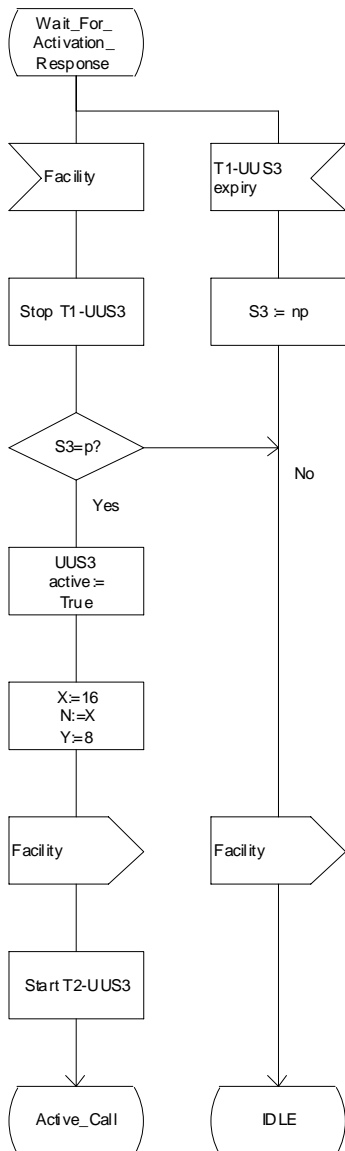 Wait_For_
Activation_
Response
Facility
T1-UUS3
expiry
Stop T1-UUS3
S3 := np
S3=p?
No
Yes
UUS3
active:=
True
X:=16
N:=X
Y:=8
Facility
Facility
Start T2-UUS3
Active_Call
IDLE